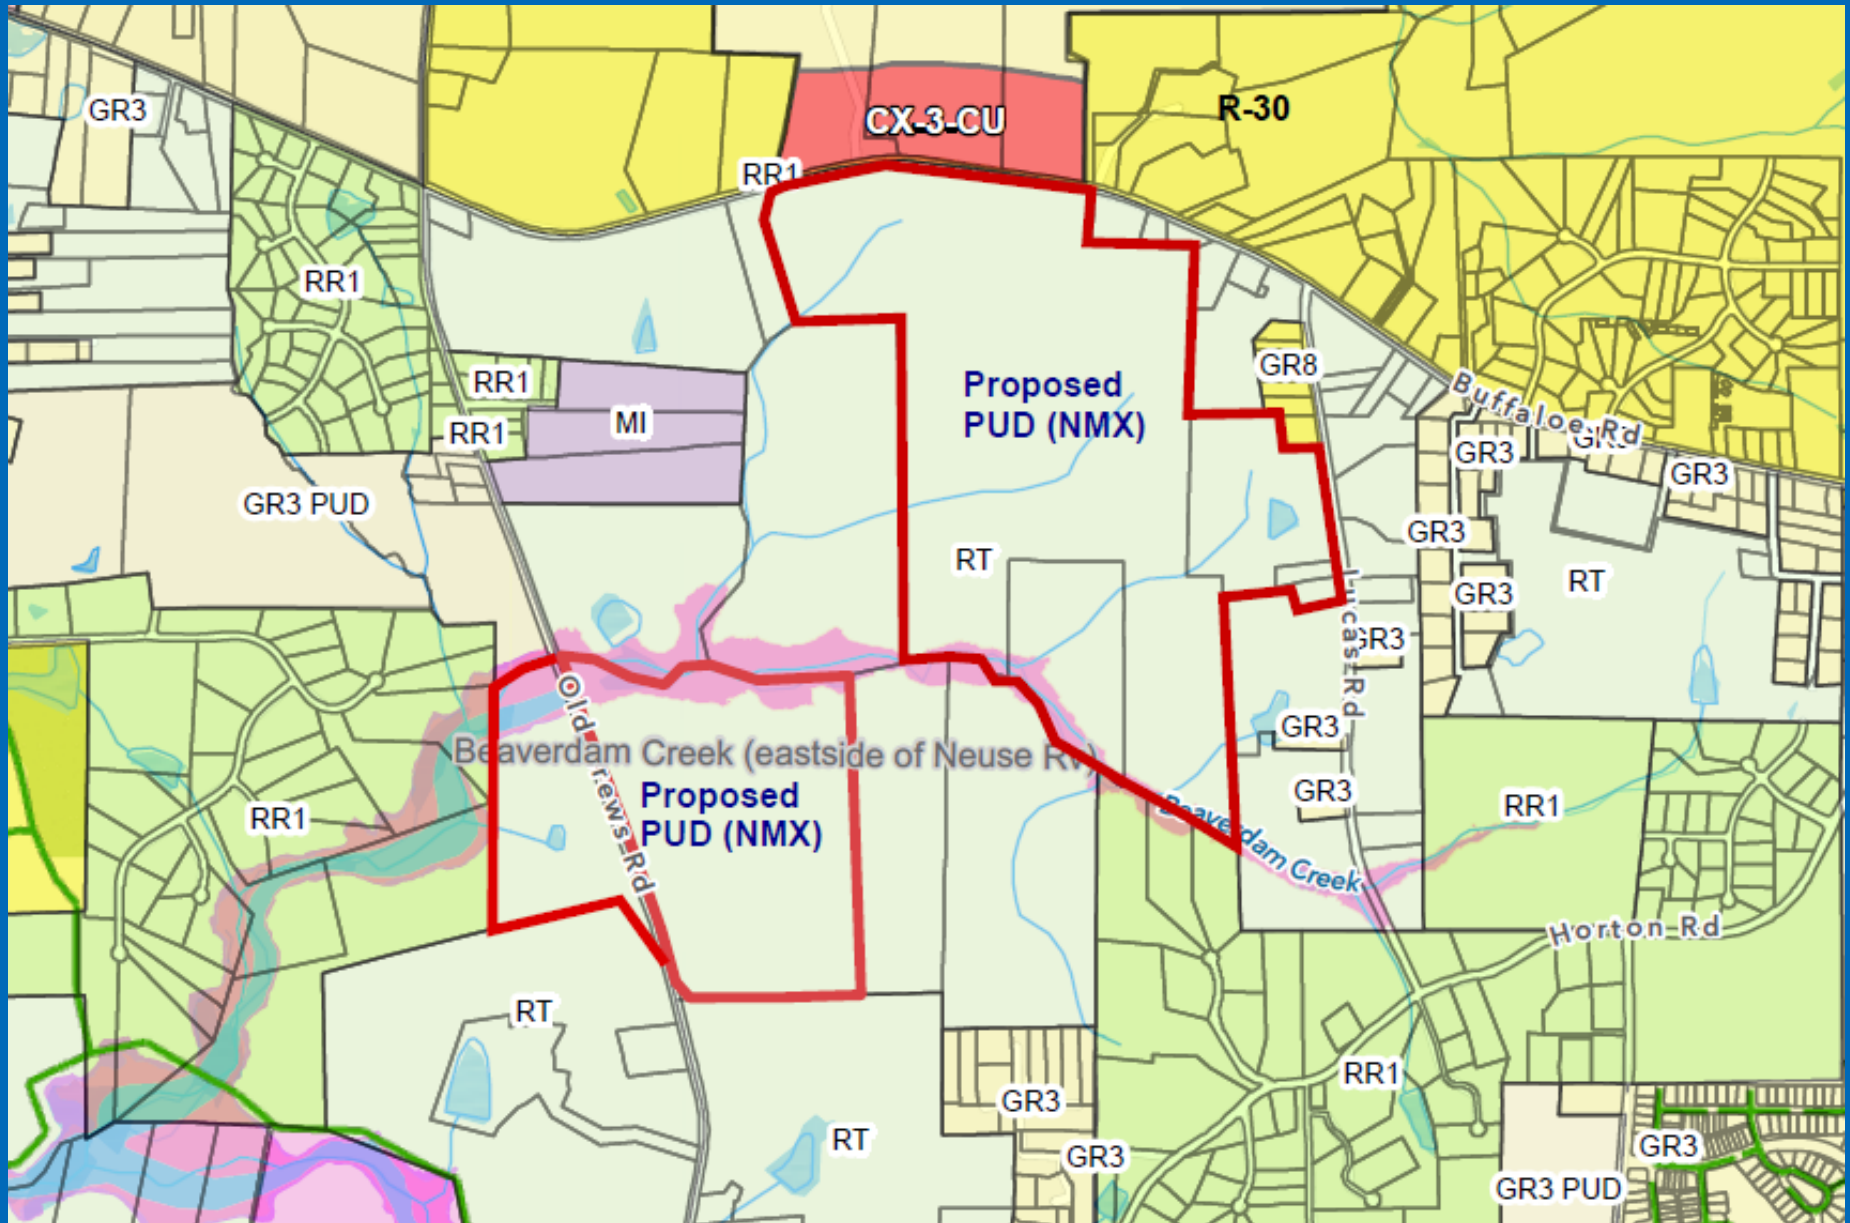 GR3
CX-3-CU
R-30
RR1
RR1
RR1
RR1
MI
GR3 PUD
Proposed
PUD (NMX)
GR8
Buffaloe Rd
GR3
GR3
GR3
GR3
GR3
RT
RT
Lucas Rd
GR3
GR3
GR3
Old
rews Rd
Beaverdam Creek (eastside of Neuse Rv)
Proposed
PUD (NMX)
Beaverdam Creek
RR1
RR1
Horton Rd
RT
RT
GR3
GR3
RR1
GR3 PUD
GR3